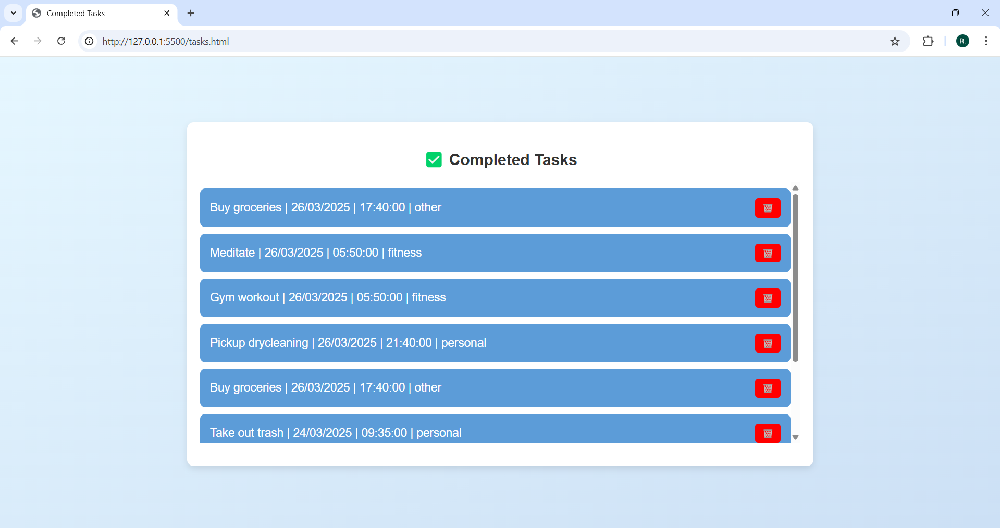 Completed Tasks
http://127.0.0.1:5500/tasks.html
R.
Completed Tasks
Buy groceries | 26/03/2025 | 17:40:00 | other
Meditate | 26/03/2025 | 05:50:00 | fitness
Gym workout | 26/03/2025 | 05:50:00 | fitness
Pickup drycleaning | 26/03/2025 | 21:40:00 | personal
Buy groceries | 26/03/2025 | 17:40:00 | other
Take out trash | 24/03/2025 | 09:35:00 | personal